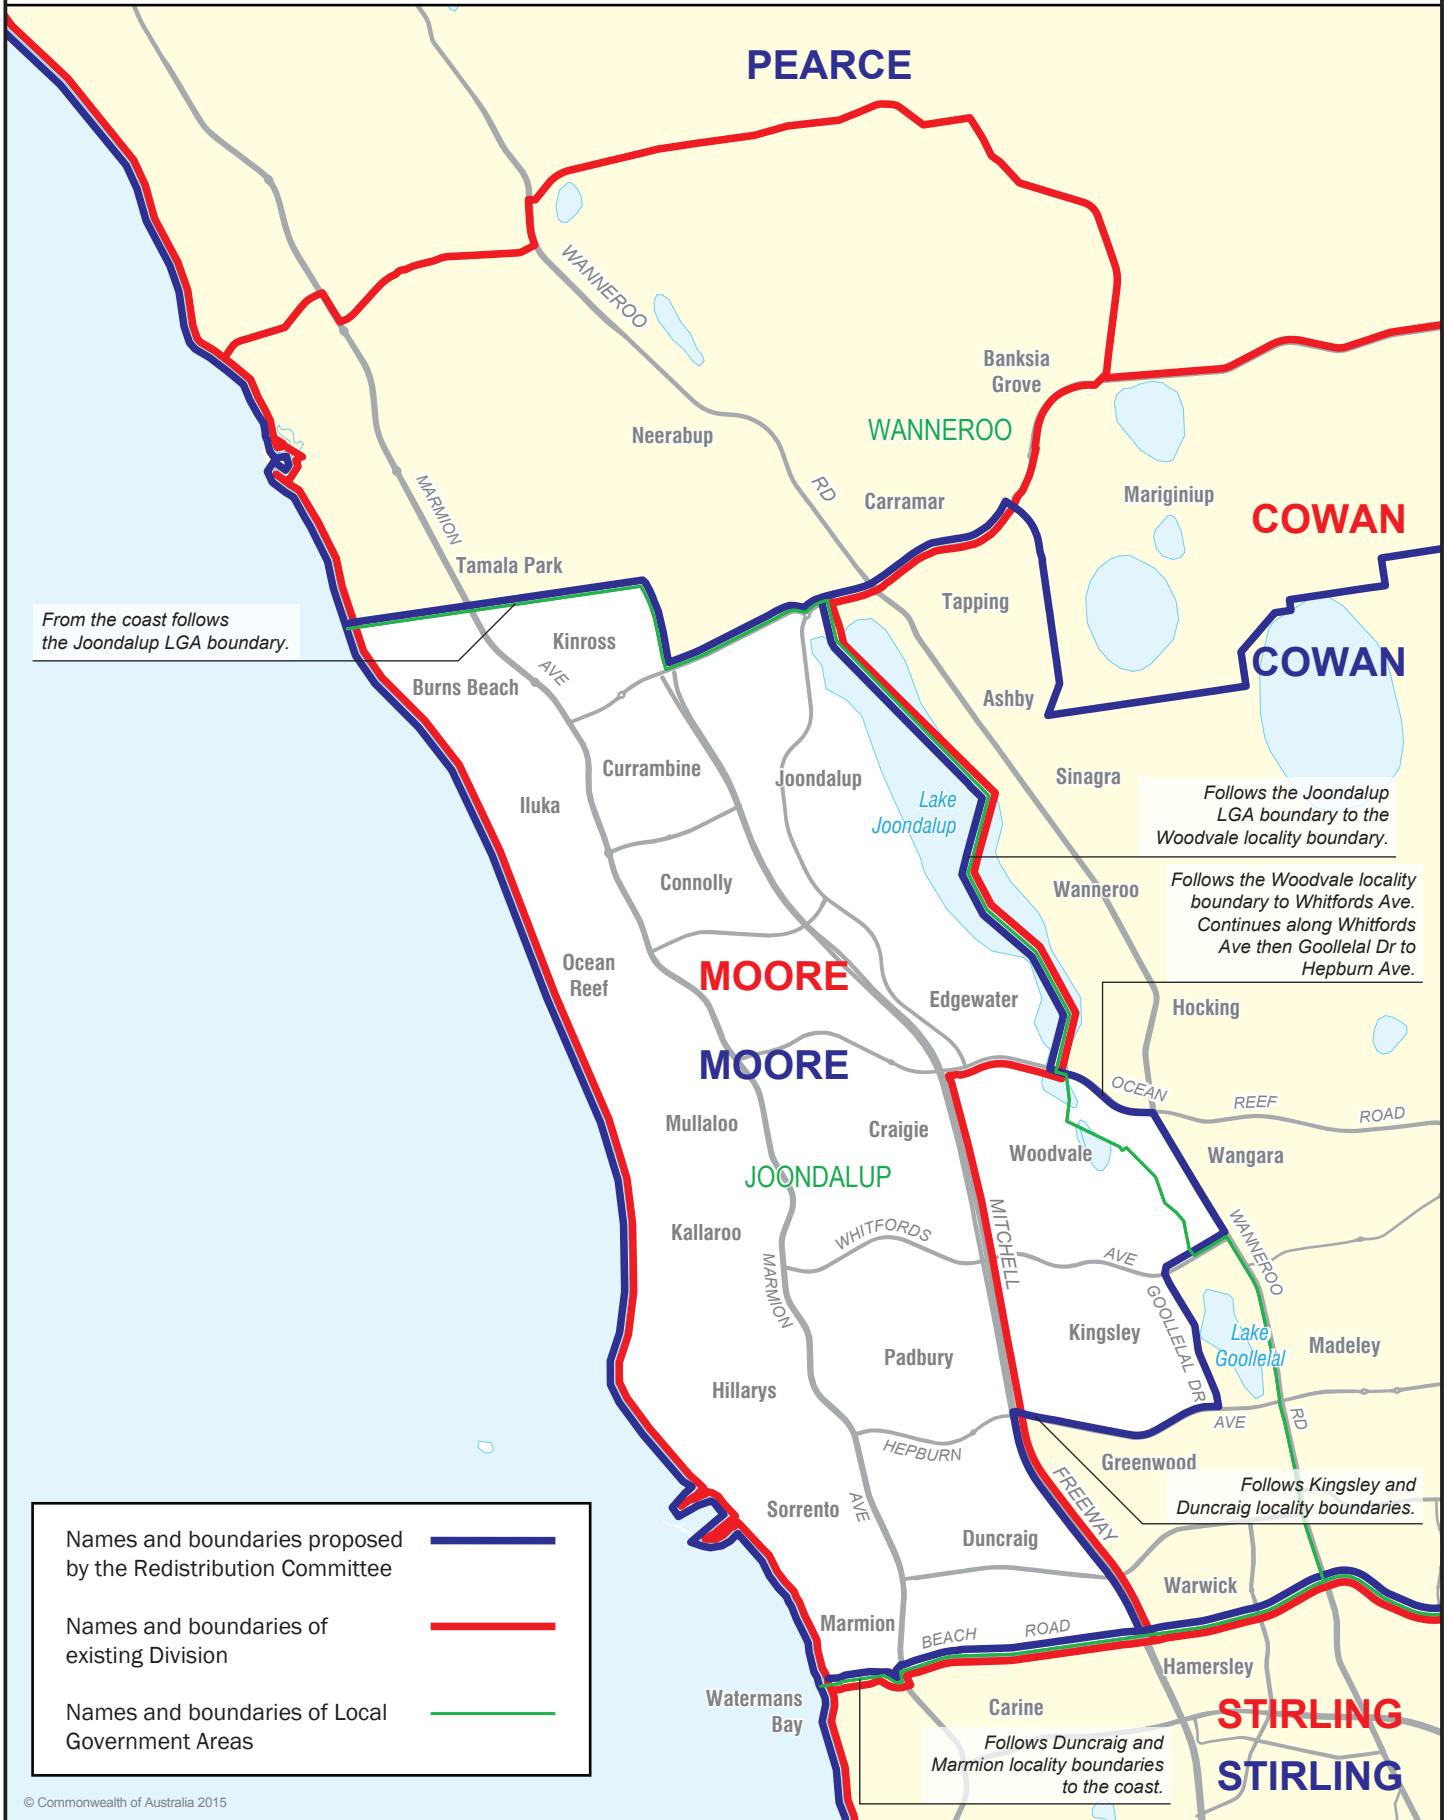 PEARCE
WANNEROO
Banksia
Grove
WANNEROO
Neerabup
RD
Carramar
Mariginiup
COWAN
MARMION
Tamala Park
From the coast follows
the Joondalup LGA boundary.
Tapping
Kinross
AVE
Burns Beach
COWAN
Ashby
Currambine
Joondalup
Sinagra
Iluka
Lake
Joondalup
Follows the Joondalup
LGA boundary to the
Woodvale locality boundary.
Connolly
Wanneroo
Follows the Woodvale locality
boundary to Whitfords Ave.
Continues along Whitfords
Ave then Goollelal Dr to
Hepburn Ave.
Ocean
Reef
MOORE
Edgewater
Hocking
MOORE
OCEAN
REEF
ROAD
Mullaloo
Craigie
Woodvale
Wangara
JOONDALUP
Kallaroo
WHITFORDS
MITCHELL
AVE
WANNEROO
MARMION
GOOLLELAL DR
Kingsley
Lake
Goollelal
Madeley
Padbury
Hillarys
AVE
RD
HEPBURN
Greenwood
FREEWAY
Follows Kingsley and
Duncraig locality boundaries.
Sorrento
AVE
Duncraig
Warwick
Marmion
BEACH
ROAD
Hamersley
Watermans
Bay
Carine
STIRLING
Follows Duncraig and
Marmion locality boundaries
to the coast.
STIRLING
Names and boundaries proposed
by the Redistribution Committee
Names and boundaries of
existing Division
Names and boundaries of Local
Government Areas
© Commonwealth of Australia 2015